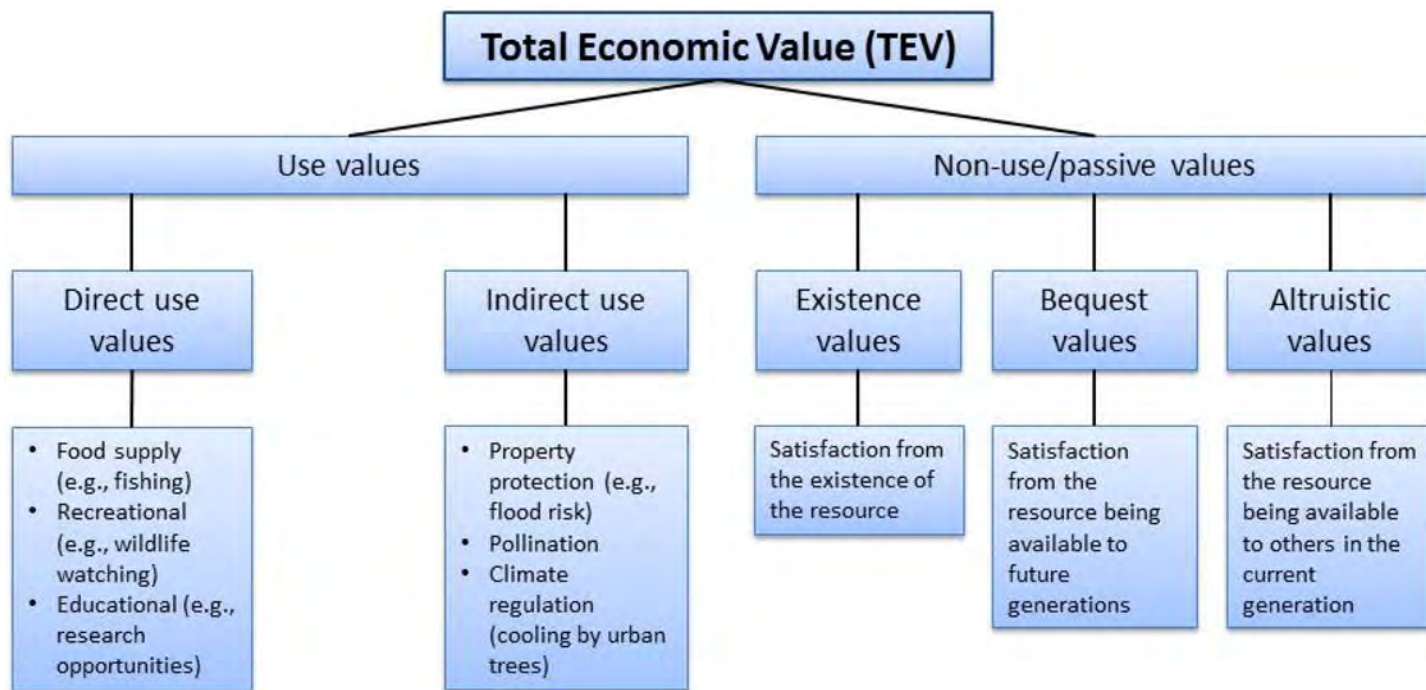 Total Economic Value (TEV)
Use values
Non-use/passive values
Direct use
values
Indirect use
values
Existence
values
Bequest
values
Altruistic
values
• Food supply
(e.g., fishing)
• Recreational
(e.g., wildlife
watching)
• Educational (e.g.,
research
opportunities)
• Property
protection (e.g.,
flood risk)
• Pollination
• Climate
regulation
(cooling by urban
trees)
Satisfaction from
the existence of
the resource
Satisfaction
from the
resource being
available to
future
generations
Satisfaction from
the resource
being available
to others in the
current
generation